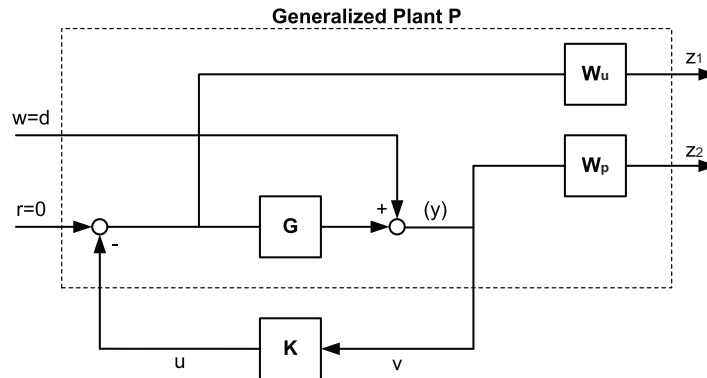 Generalized Plant P
z1
Wu
w=d
z2
Wp
r=0
+
(y)
G
-
K
u
v